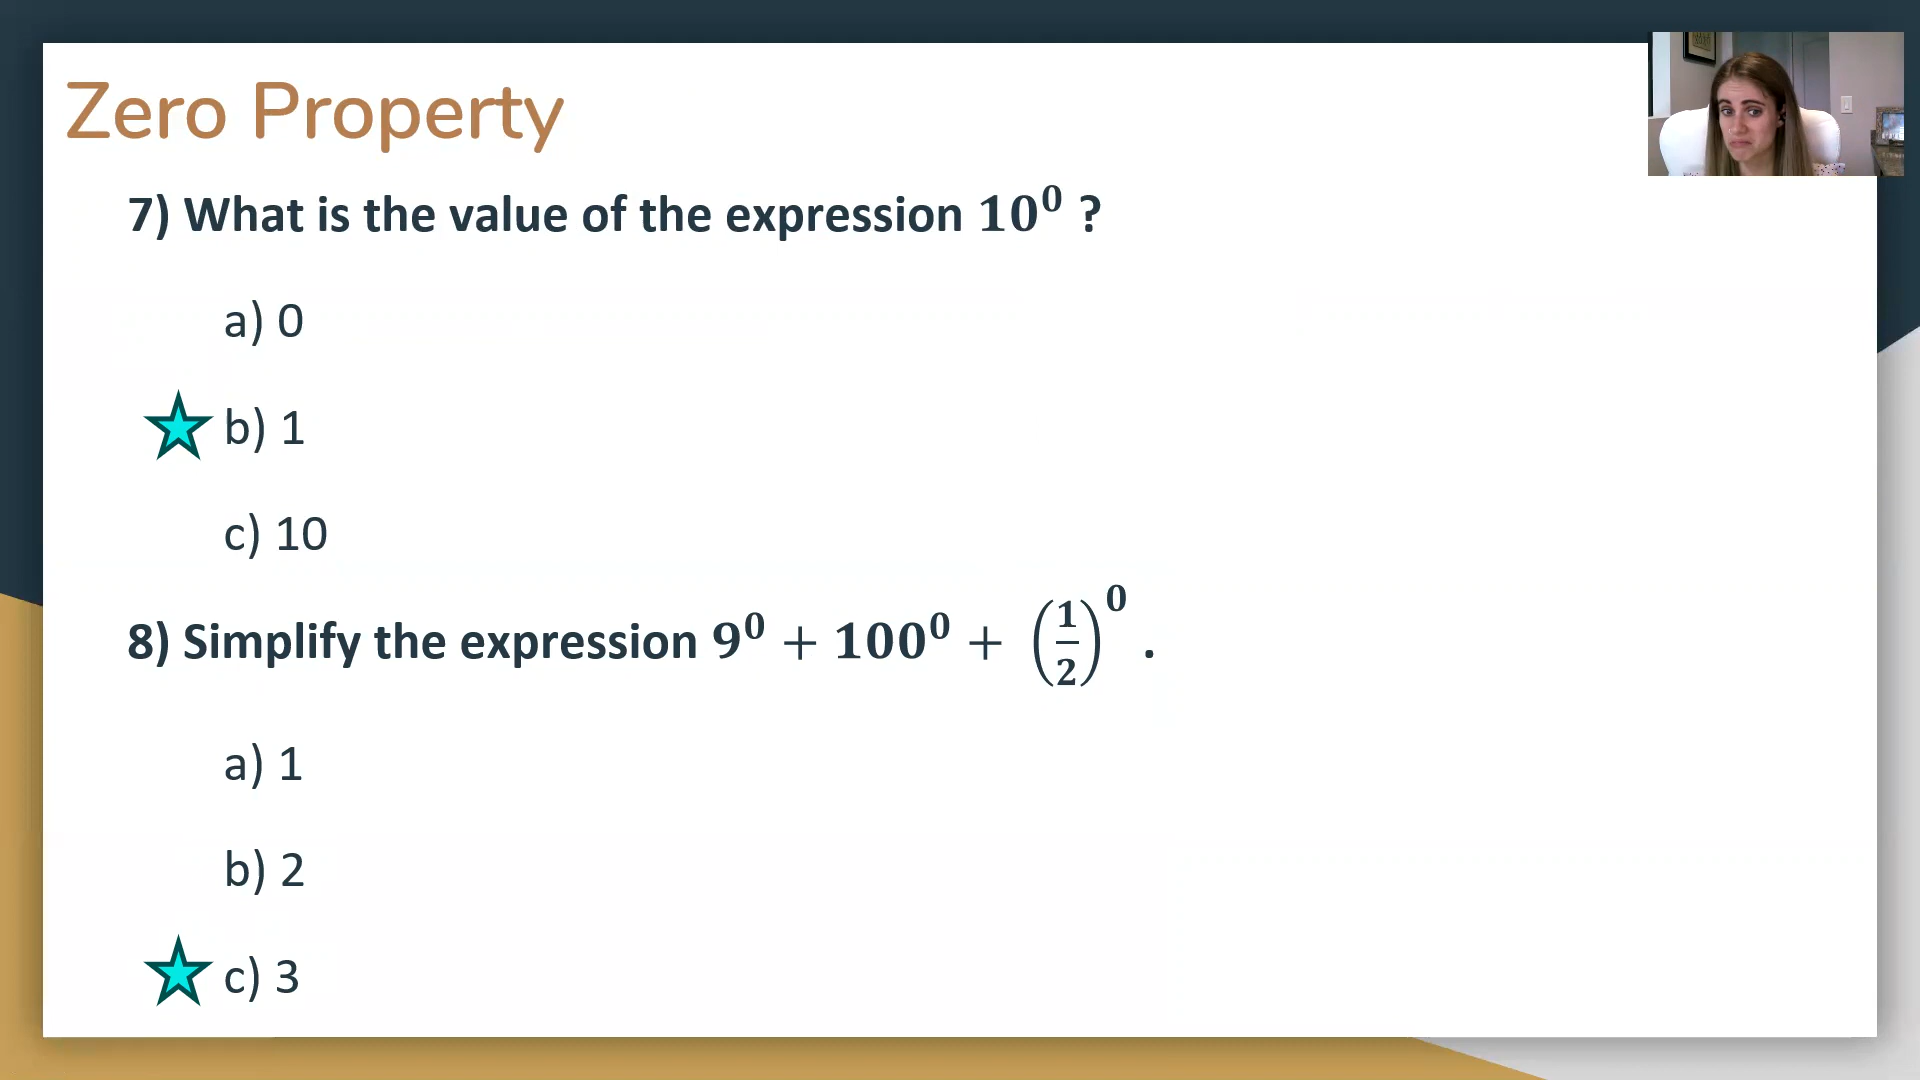 Zero Property
7) What is the value of the expression 10⁰ ?
a) 0
b) 1
c) 10
8) Simplify the expression 9⁰ + 100⁰ + (1/2)⁰ .
a) 1
b) 2
c) 3